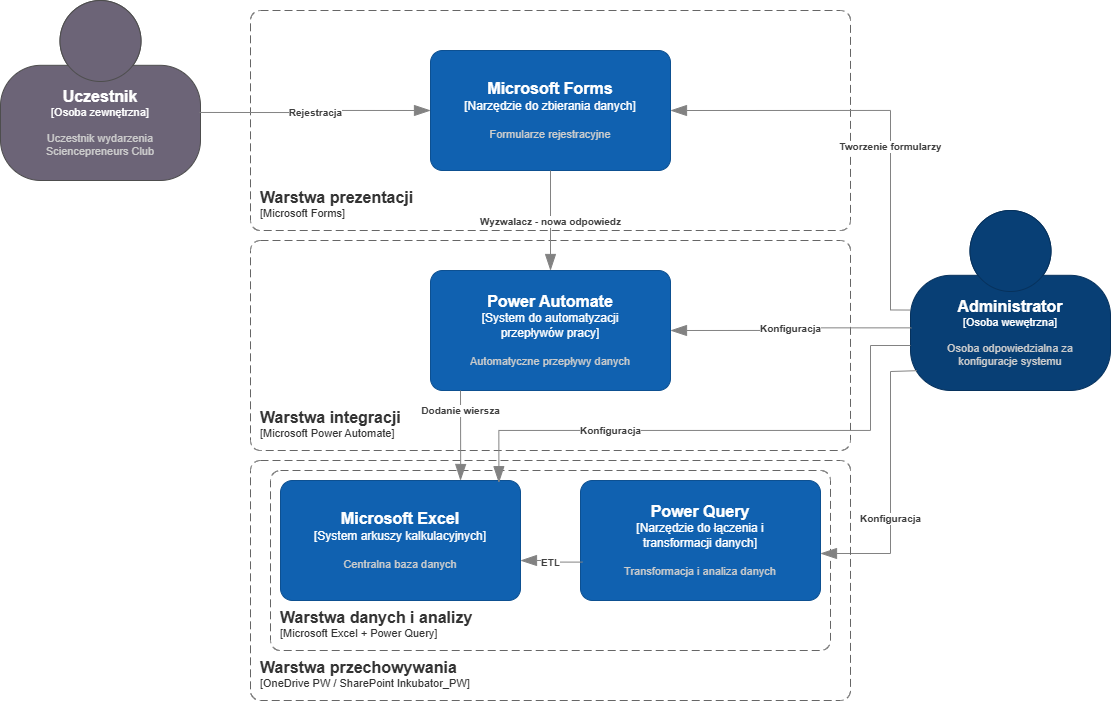 Uczestnik
[Osoba zewnętrzna]
Uczestnik wydarzenia
Sciencepreneurs Club
Rejestracja
Microsoft Forms
[Narzędzie do zbierania danych]
Formularze rejestracyjne
Tworzenie formularzy
Warstwa prezentacji
[Microsoft Forms]
Wyzwalacz - nowa odpowiedz
Power Automate
[System do automatyzacji
przepływów pracy]
Automatyczne przepływy danych
Konfiguracja
Administrator
[Osoba wewętrzna]
Osoba odpowiedzialna za
konfiguracje systemu
Dodanie wiersza
Warstwa integracji
[Microsoft Power Automate]
Konfiguracja
Microsoft Excel
[System arkuszy kalkulacyjnych]
Centralna baza danych
ETL
Power Query
[Narzędzie do łączenia i
transformacji danych]
Transformacja i analiza danych
Konfiguracja
Warstwa danych i analizy
[Microsoft Excel + Power Query]
Warstwa przechowywania
[OneDrive PW / SharePoint Inkubator_PW]